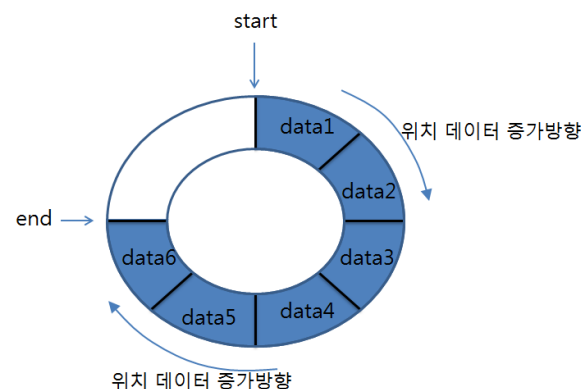 start
data1
위치 데이터 증가방향
data2
end
data6
data3
data5
data4
위치 데이터 증가방향